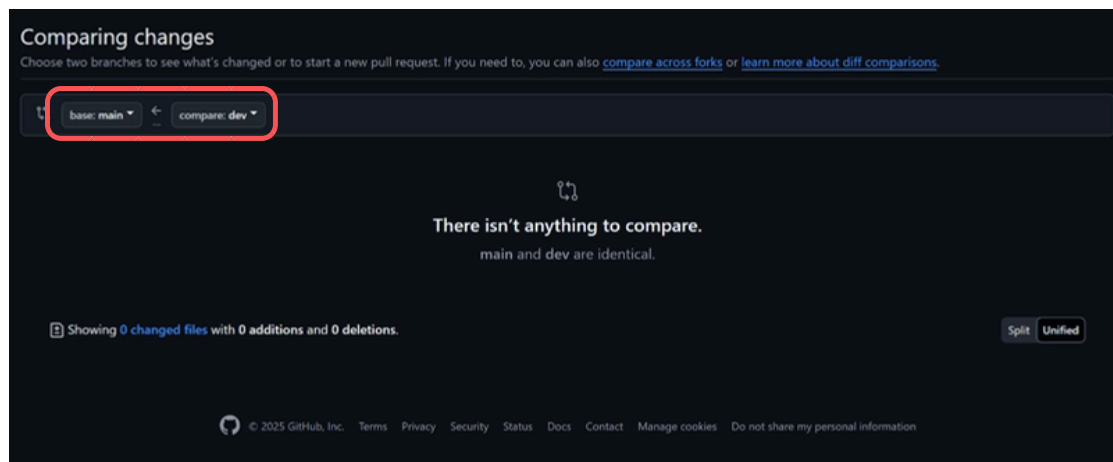 Comparing changes
Choose two branches to see what's changed or to start a new pull request. If you need to, you can also compare across forks or learn more about diff comparisons.
base: main compare: dev
There isn't anything to compare.
main and dev are identical.
Showing 0 changed files with 0 additions and 0 deletions.
Split Unified
© 2025 GitHub, Inc. Terms Privacy Security Status Docs Contact Manage cookies Do not share my personal information